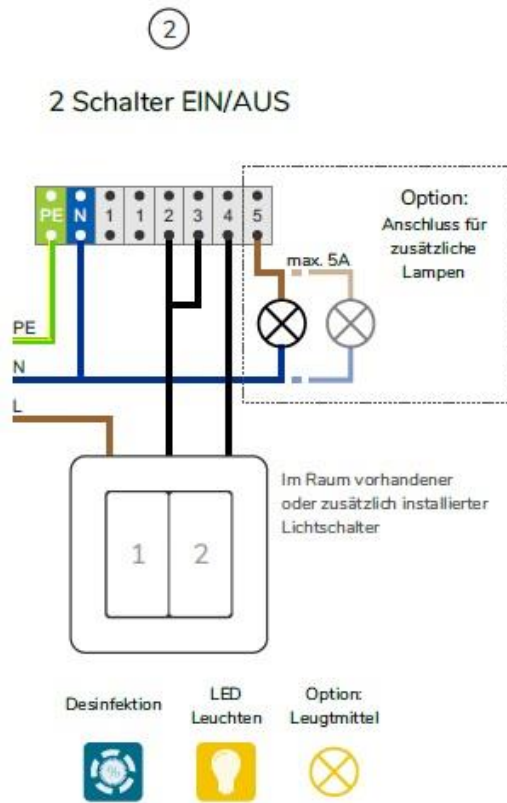 2
2 Schalter EIN/AUS
PE N 1 1 2 3 4 5
Option:
Anschluss für
zusätzliche
Lampen
max. 5A
PE
N
L
Im Raum vorhandener
oder zusätzlich installierter
Lichtschalter
1 2
Desinfektion
LED
Leuchten
Option:
Leugtmittel
%